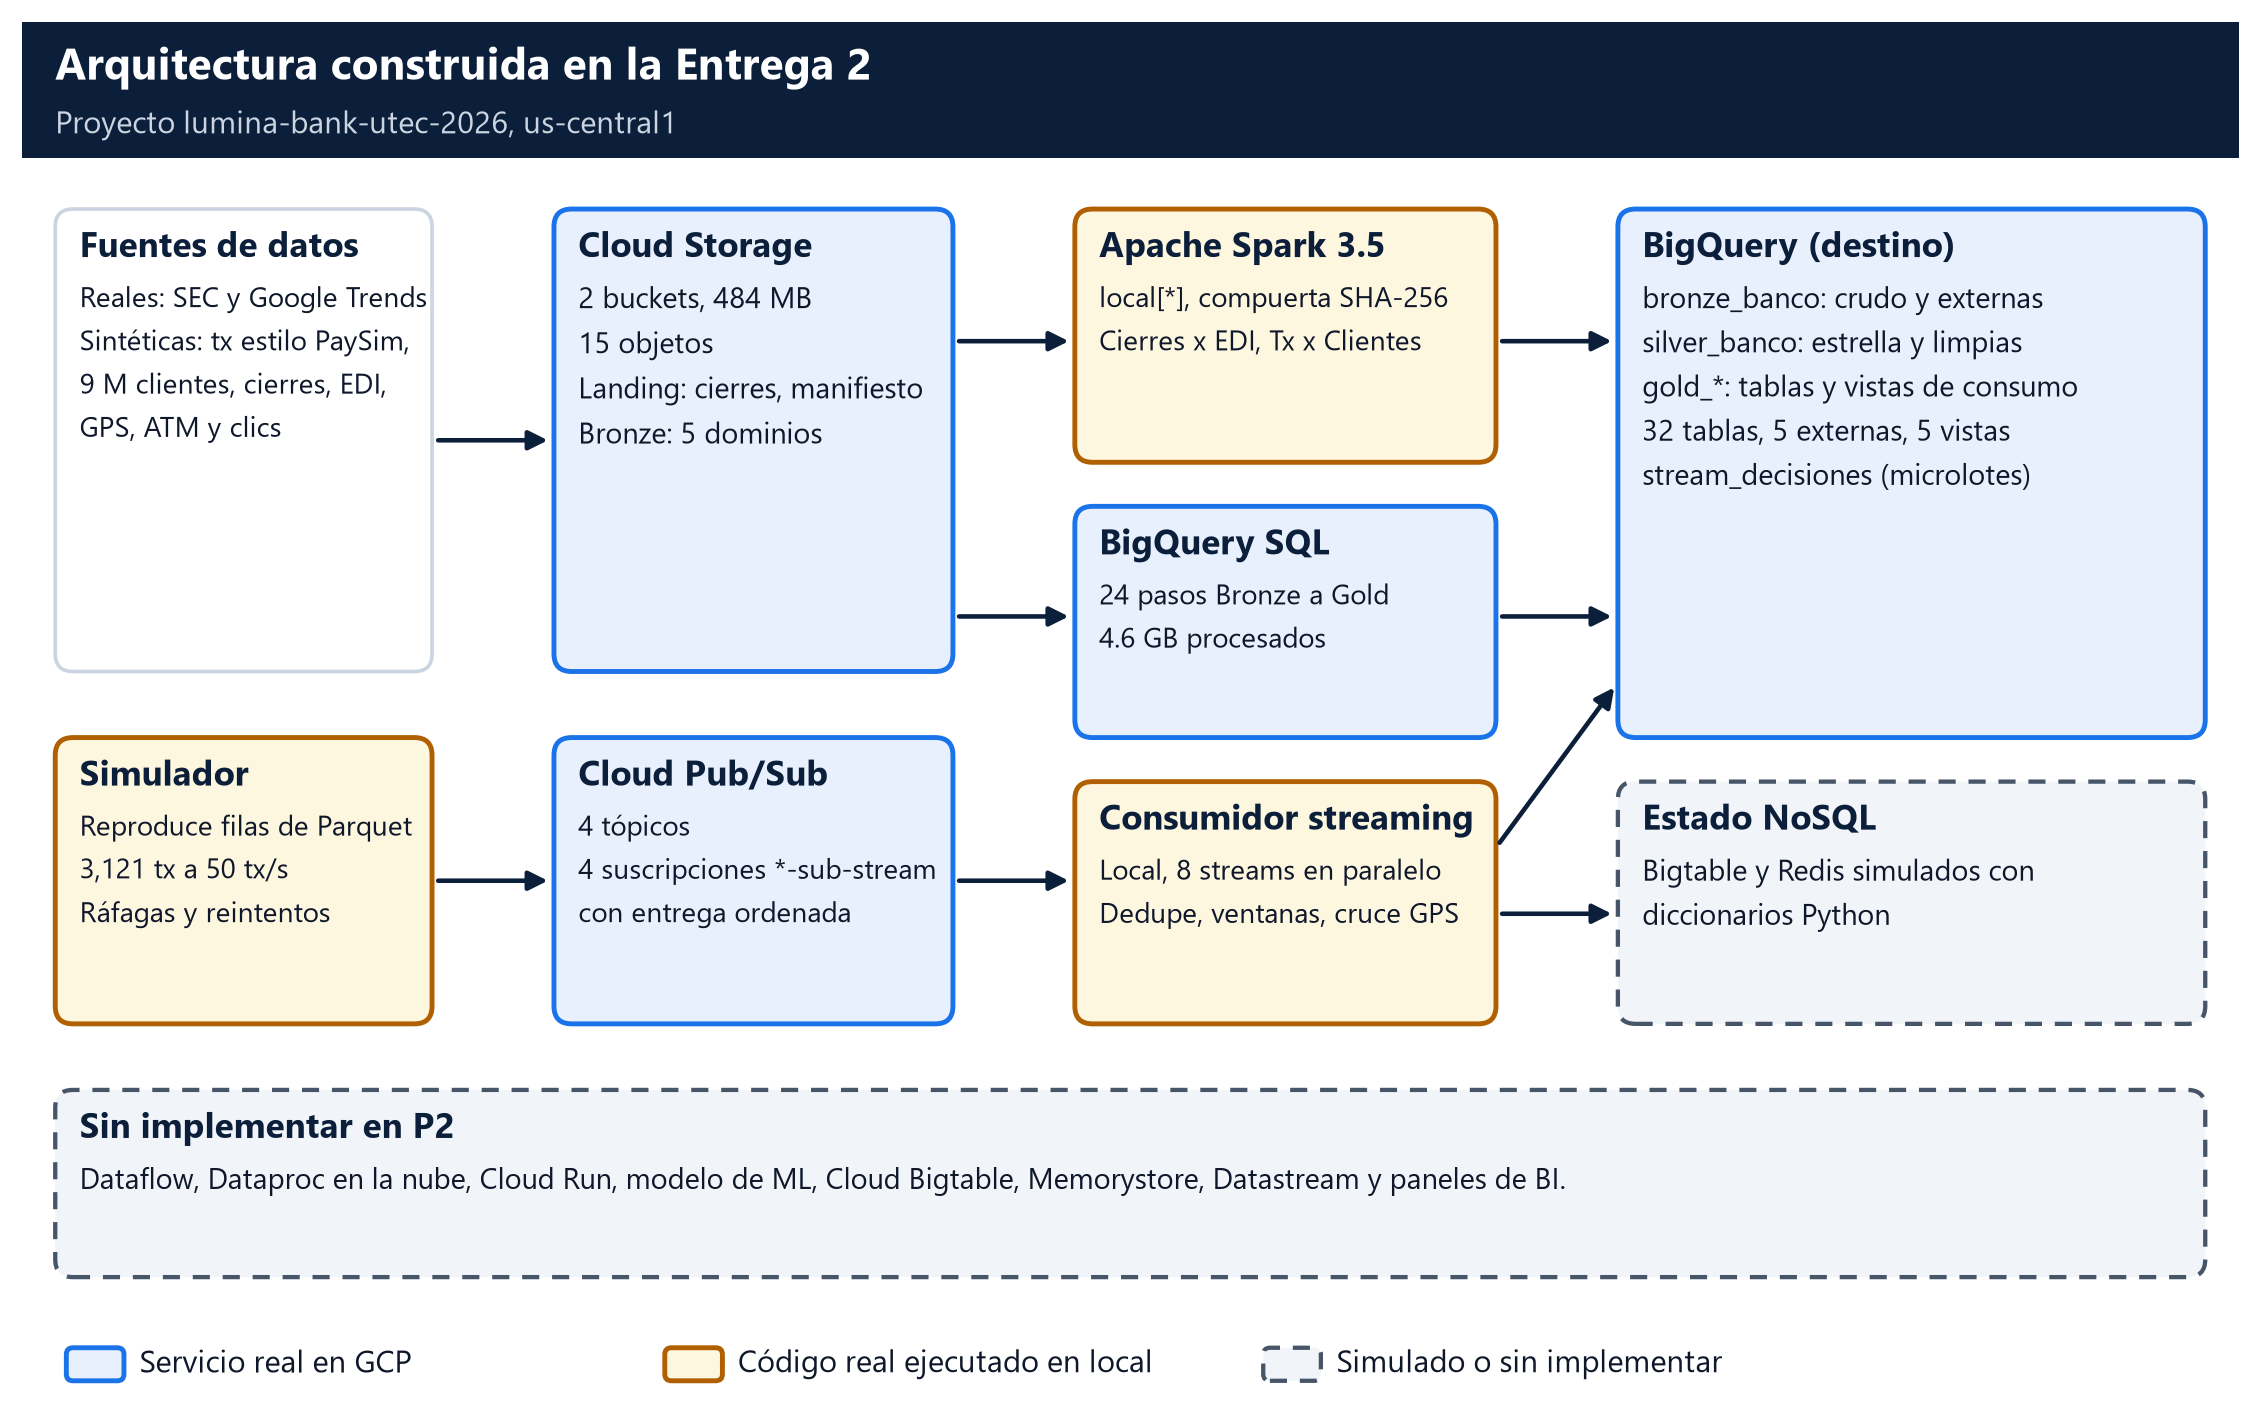 Arquitectura construida en la Entrega 2
Proyecto lumina-bank-utec-2026, us-central1
Fuentes de datos
Reales: SEC y Google Trends
Sintéticas: tx estilo PaySim,
9 M clientes, cierres, EDI,
GPS, ATM y clics
Cloud Storage
2 buckets, 484 MB
15 objetos
Landing: cierres, manifiesto
Bronze: 5 dominios
Apache Spark 3.5
local[*], compuerta SHA-256
Cierres x EDI, Tx x Clientes
BigQuery SQL
24 pasos Bronze a Gold
4.6 GB procesados
BigQuery (destino)
bronze_banco: crudo y externas
silver_banco: estrella y limpias
gold_*: tablas y vistas de consumo
32 tablas, 5 externas, 5 vistas
stream_decisiones (microlotes)
Simulador
Reproduce filas de Parquet
3,121 tx a 50 tx/s
Ráfagas y reintentos
Cloud Pub/Sub
4 tópicos
4 suscripciones *-sub-stream
con entrega ordenada
Consumidor streaming
Local, 8 streams en paralelo
Dedupe, ventanas, cruce GPS
Estado NoSQL
Bigtable y Redis simulados con
diccionarios Python
Sin implementar en P2
Dataflow, Dataproc en la nube, Cloud Run, modelo de ML, Cloud Bigtable, Memorystore, Datastream y paneles de BI.
Servicio real en GCP
Código real ejecutado en local
Simulado o sin implementar